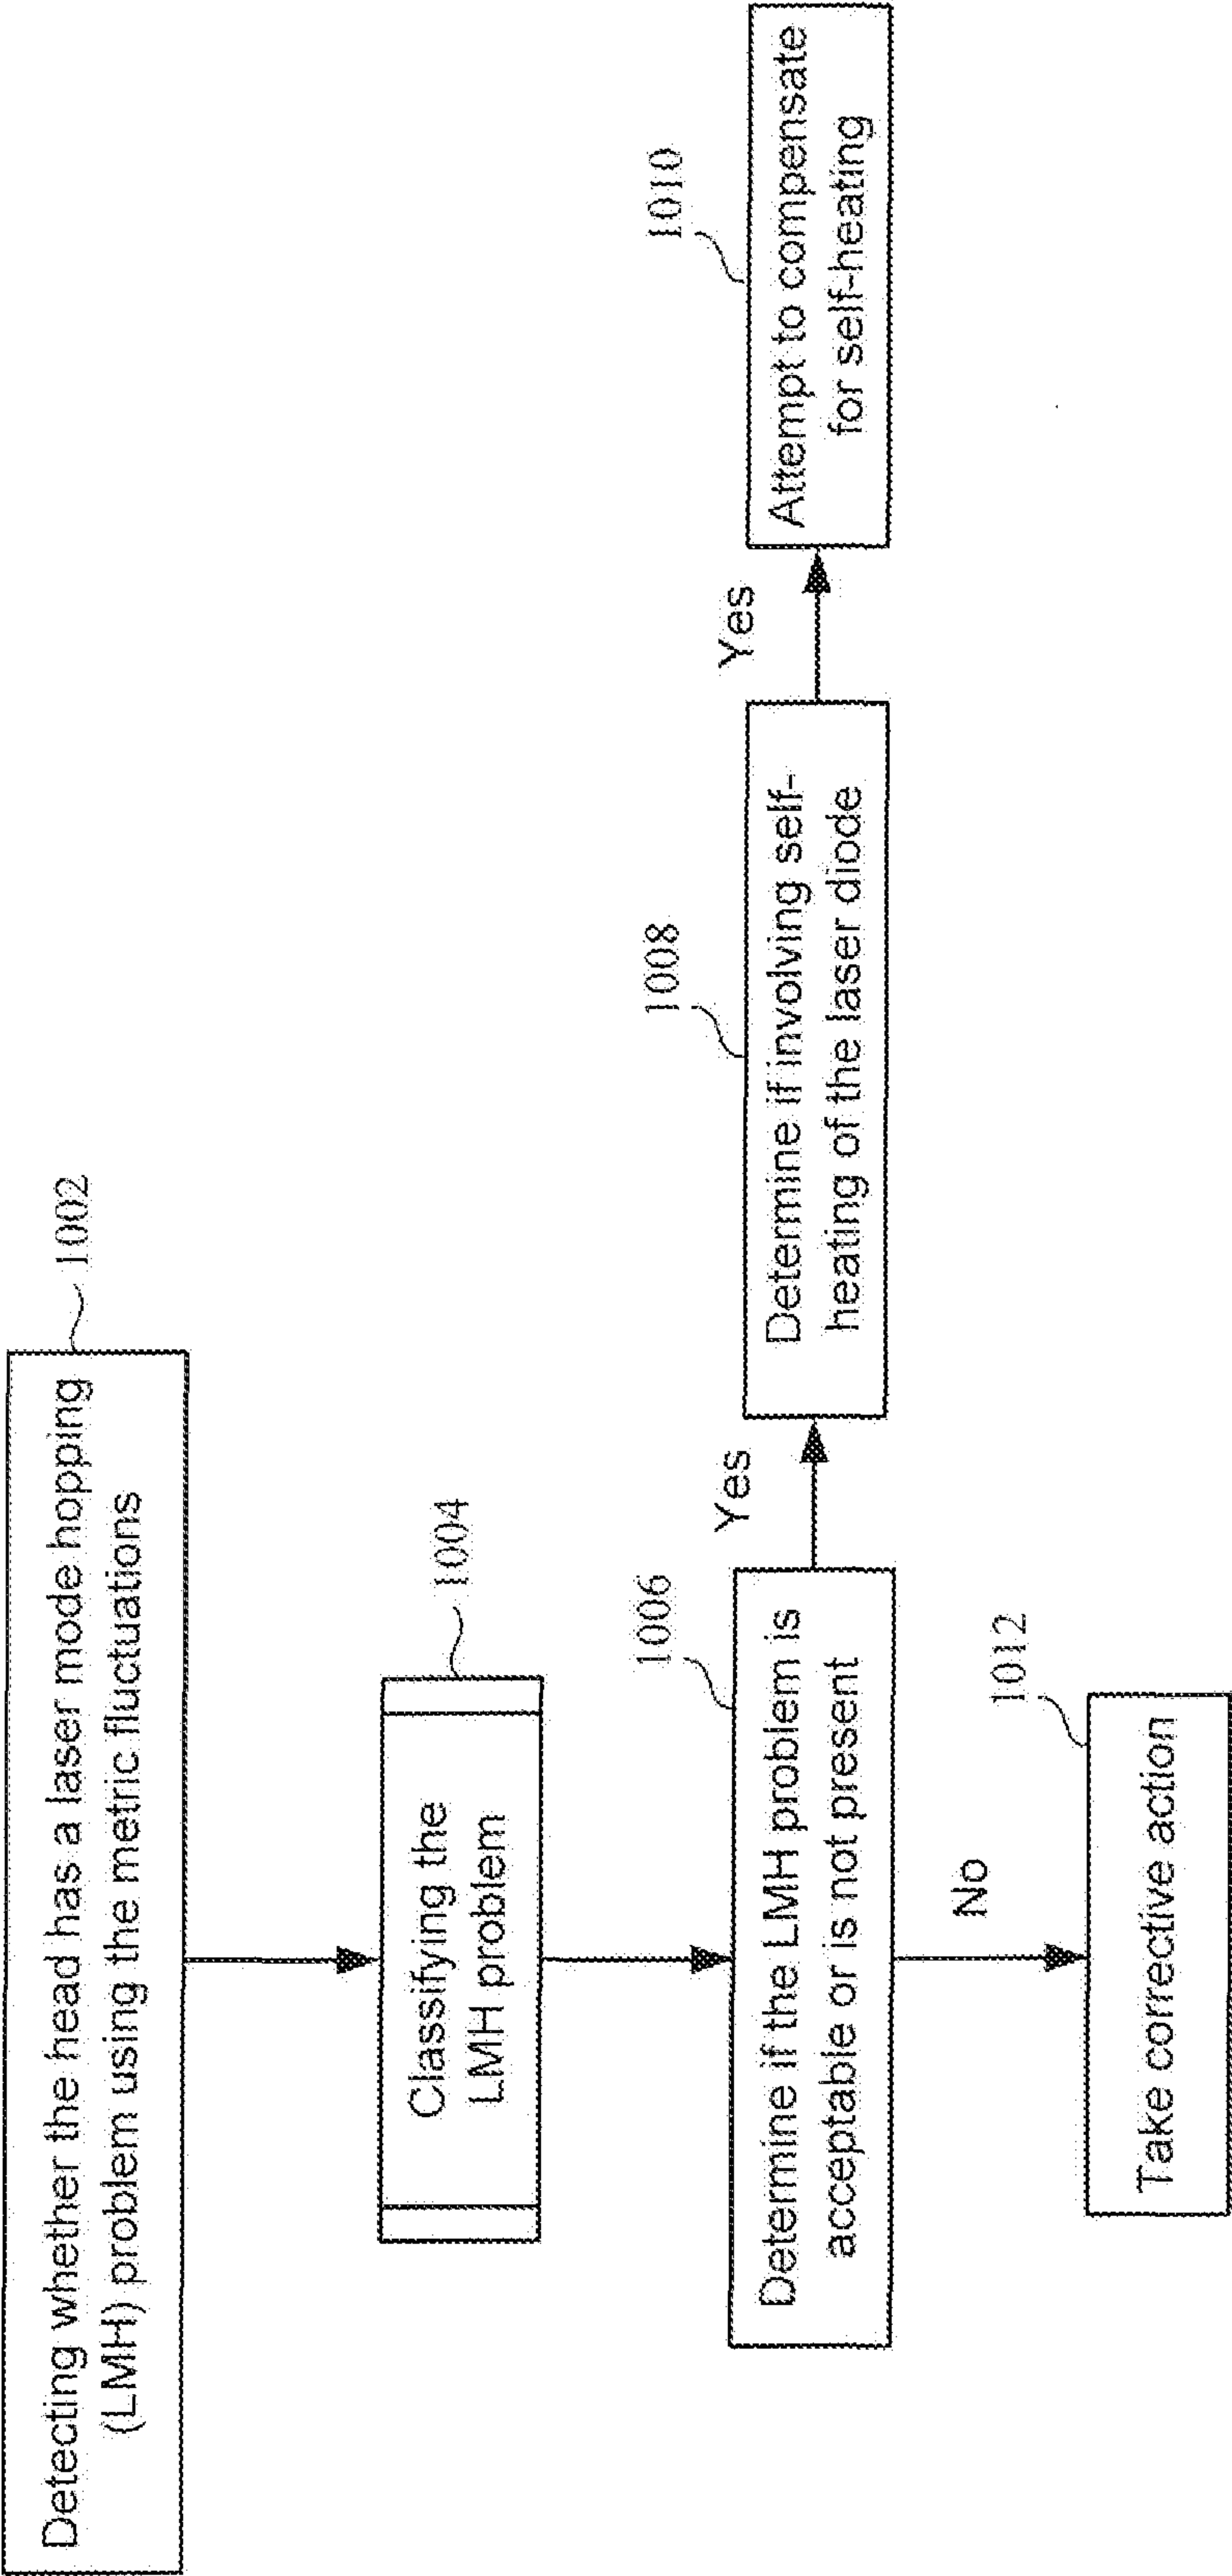 Detecting whether the head has a laser mode hopping
(LMH) problem using the metric fluctuations
1002
Classifying the
LMH problem
1004
Determine if the LMH problem is
acceptable or is not present
1006
Yes
Determine if involving self-
heating of the laser diode
1008
Yes
Attempt to compensate
for self-heating
1010
No
Take corrective action
1012